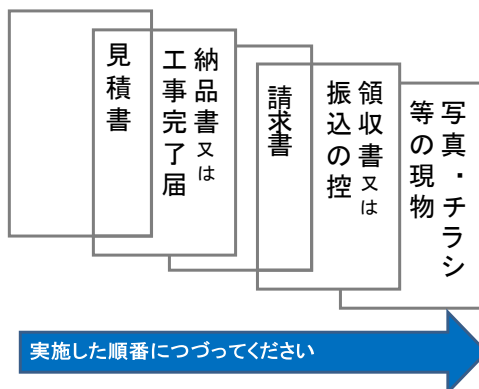 見積書
納品書又は
工事完了届
請求書
領収書又は
振込の控
写真・チラシ
等の現物
実施した順番につづってください